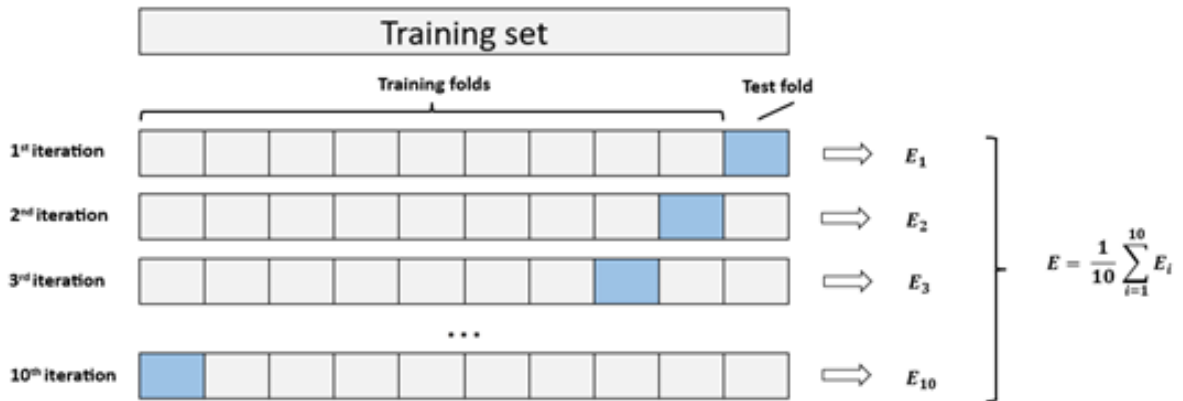 Training set
Training folds
Test fold
1st iteration
E1
2nd iteration
E2
3rd iteration
E3
E = 1/10 ∑ i=1 10 Ei
...
10th iteration
E10